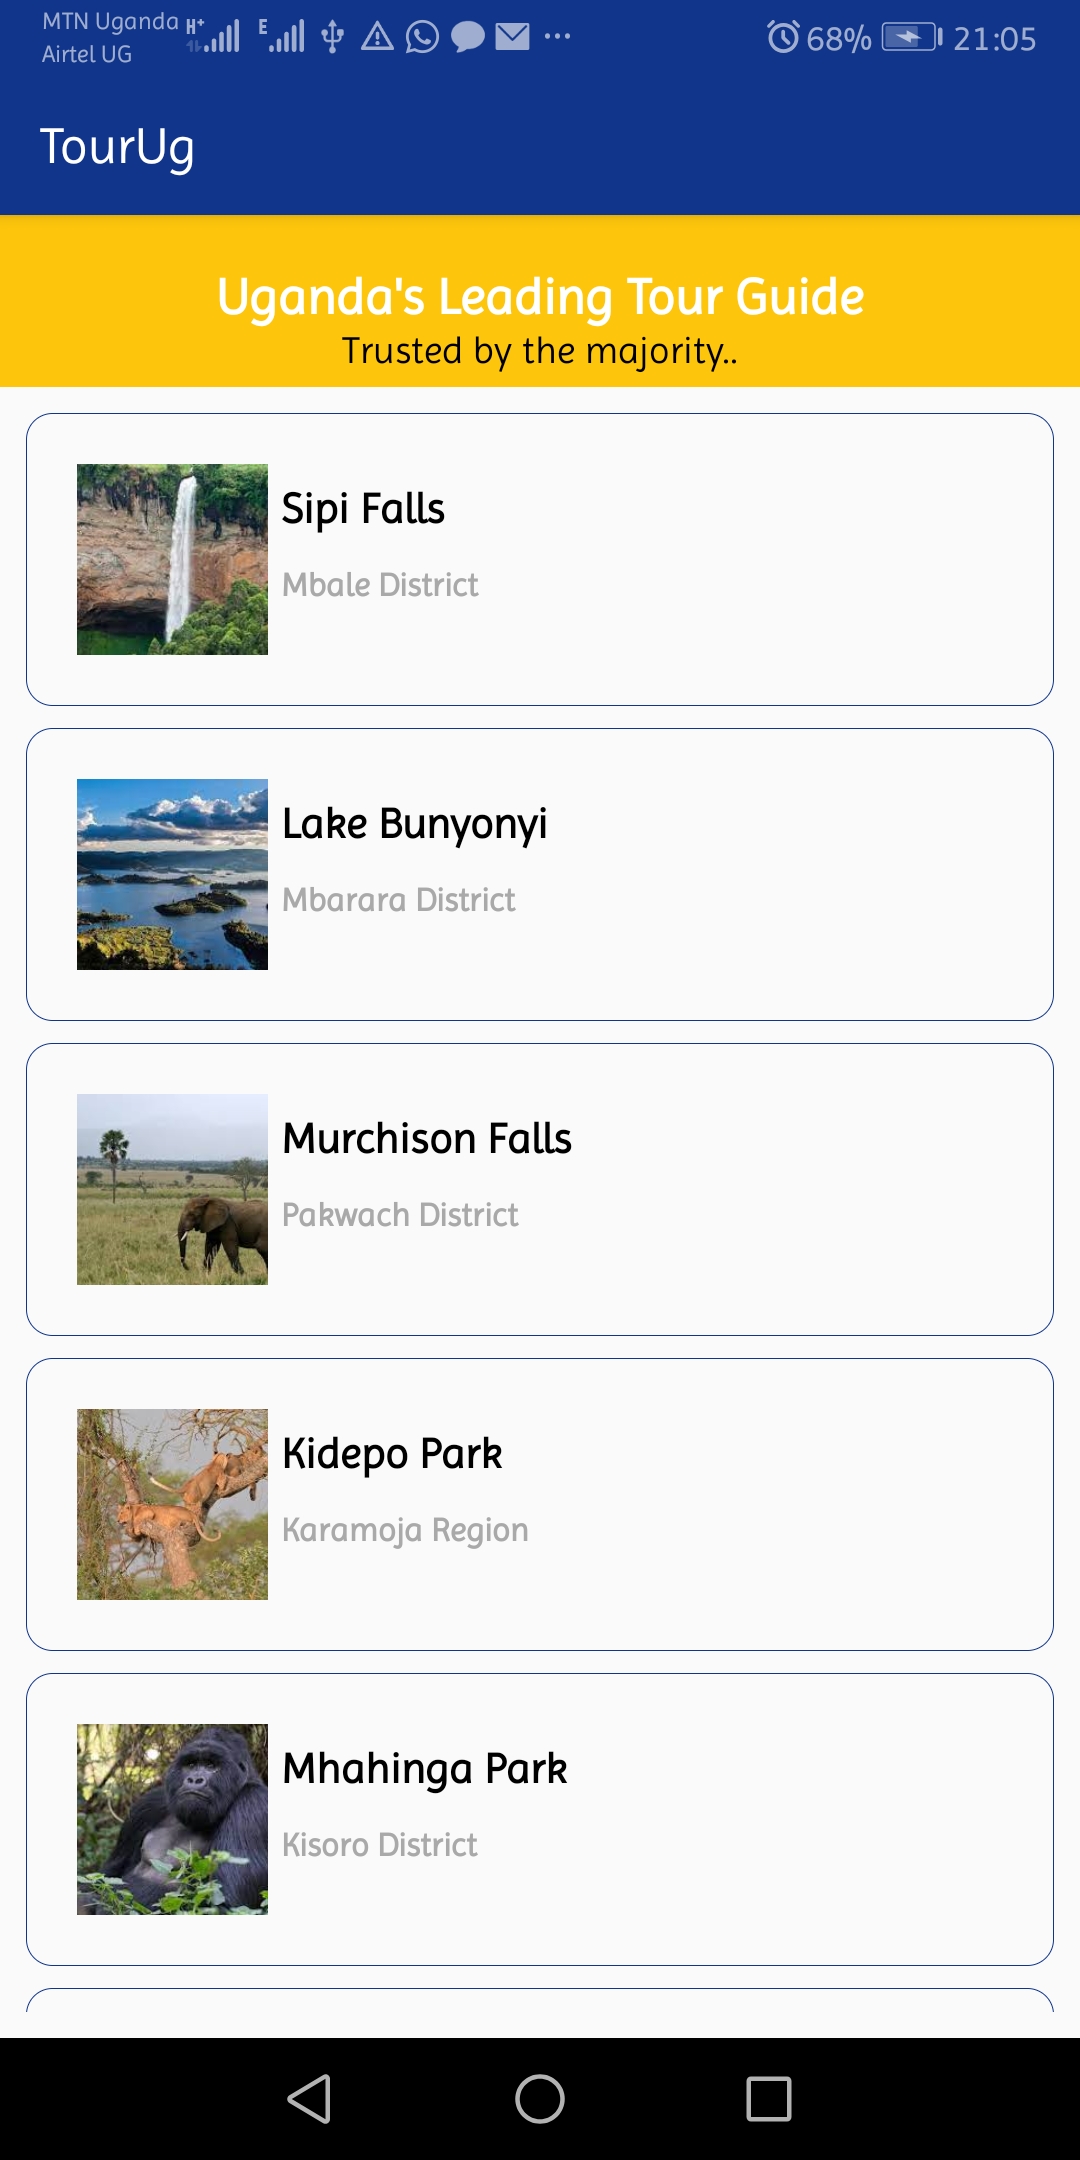 MTN Uganda H+ E 68% 21:05
Airtel UG
TourUg
Uganda's Leading Tour Guide
Trusted by the majority..
Sipi Falls
Mbale District
Lake Bunyonyi
Mbarara District
Murchison Falls
Pakwach District
Kidepo Park
Karamoja Region
Mhahinga Park
Kisoro District